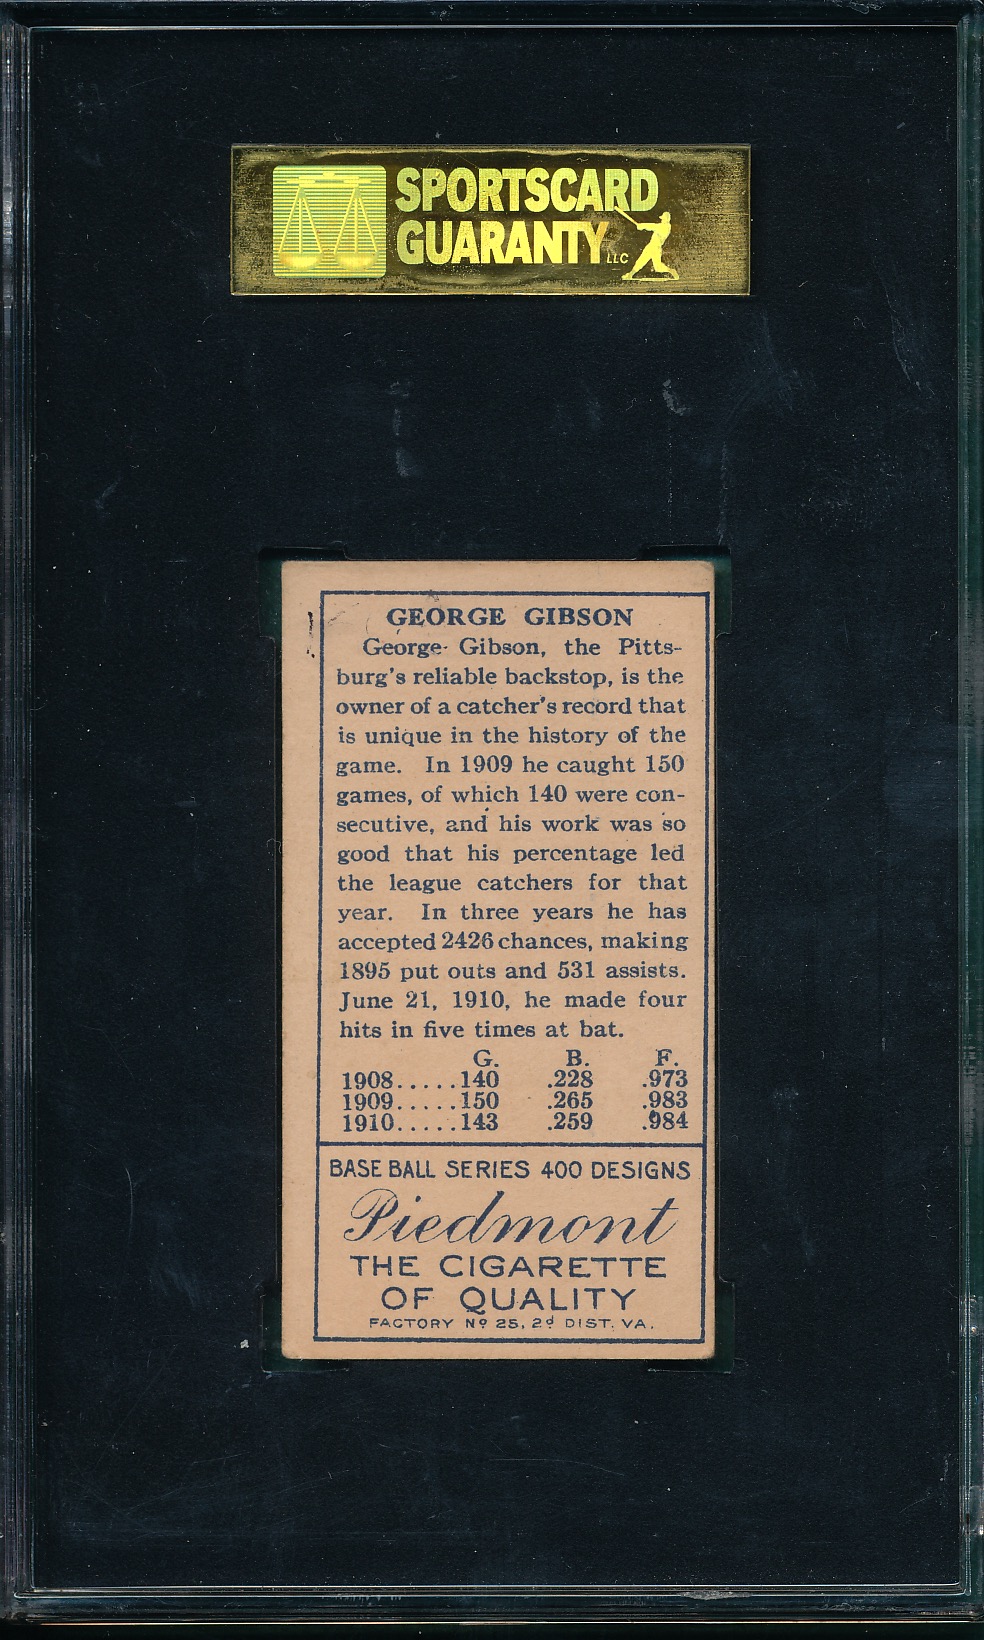 SPORTSCARD
GUARANTY LLC
GEORGE GIBSON
George Gibson, the Pitts-
burg's reliable backstop, is the
owner of a catcher's record that
is unique in the history of the
game. In 1909 he caught 150
games, of which 140 were con-
secutive, and his work was so
good that his percentage led
the league catchers for that
year. In three years he has
accepted 2426 chances, making
1895 put outs and 531 assists.
June 21, 1910, he made four
hits in five times at bat.
G. B. F.
1908.....140 .228 .973
1909.....150 .265 .983
1910.....143 .259 .984
BASE BALL SERIES 400 DESIGNS
Piedmont
THE CIGARETTE
OF QUALITY
FACTORY Nº 25, 2d DIST. VA.